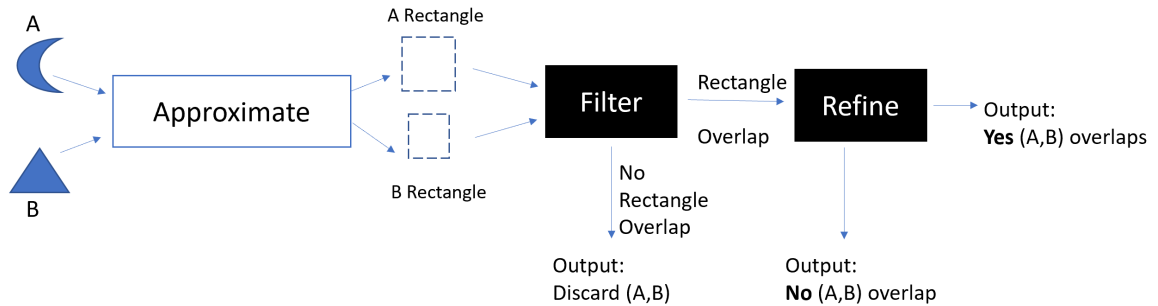 A
B
Approximate
A Rectangle
B Rectangle
Filter
Rectangle
Overlap
No
Rectangle
Overlap
Output:
Discard (A,B)
Refine
Output:
Yes (A,B) overlaps
Output:
No (A,B) overlap